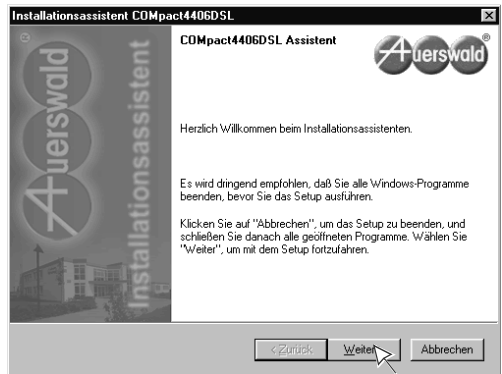 Installationsassistent COMpact4406DSL
COMpact4406DSL Assistent
Auerswald
Auerswald
Installationsassistent
Herzlich Willkommen beim Installationsassistenten.
Es wird dringend empfohlen, daß Sie alle Windows-Programme
beenden, bevor Sie das Setup ausführen.
Klicken Sie auf "Abbrechen", um das Setup zu beenden, und
schließen Sie danach alle geöffneten Programme. Wählen Sie
"Weiter", um mit dem Setup fortzufahren.
< Zurück
Weiter
Abbrechen